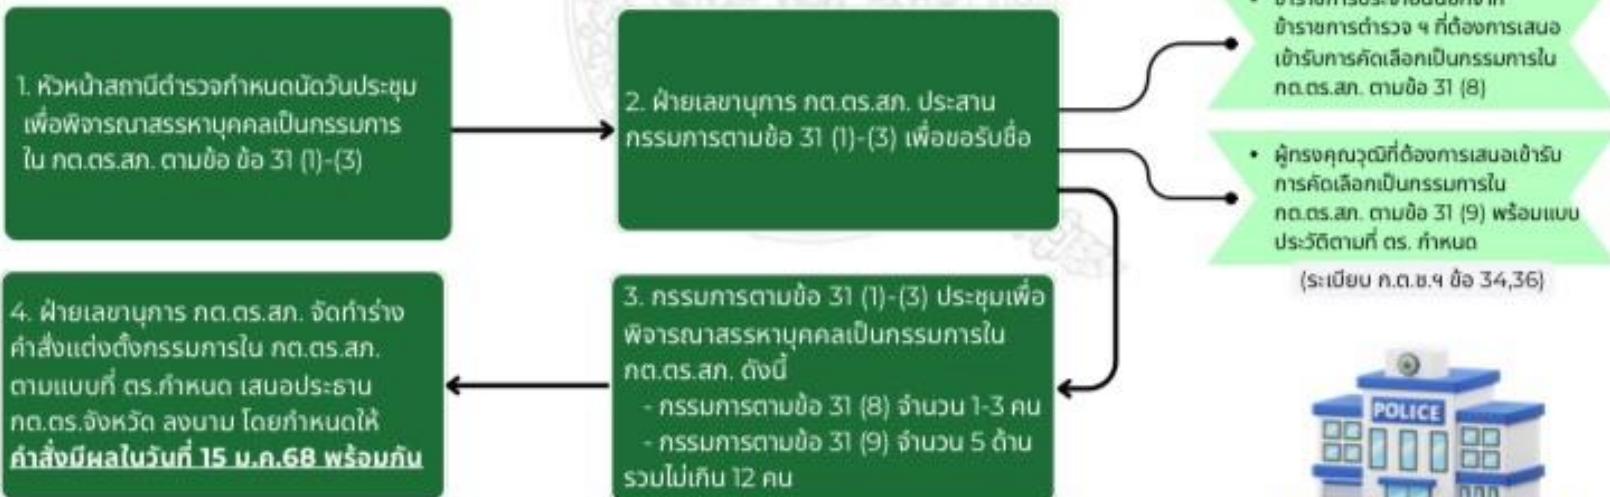 1. หัวหน้าสถานีตำรวจกำหนดนัดวันประชุม
เพื่อพิจารณาสรรหาบุคคลเป็นกรรมการ
ใน กต.ตร.สภ. ตามข้อ ข้อ 31 (1)-(3)
2. ฝ่ายเลขานุการ กต.ตร.สภ. ประสาน
กรรมการตามข้อ 31 (1)-(3) เพื่อขอรับชื่อ
ข้าราชการตำรวจ ฯ ที่ต้องการเสนอ
เข้ารับการคัดเลือกเป็นกรรมการใน
กต.ตร.สภ. ตามข้อ 31 (8)
• ผู้ทรงคุณวุฒิที่ต้องการเสนอเข้ารับ
การคัดเลือกเป็นกรรมการใน
กต.ตร.สภ. ตามข้อ 31 (9) พร้อมแบบ
ประวัติตามที่ ตร. กำหนด
(ระเบียบ ก.ต.ช.ฯ ข้อ 34,36)
3. กรรมการตามข้อ 31 (1)-(3) ประชุมเพื่อ
พิจารณาสรรหาบุคคลเป็นกรรมการใน
กต.ตร.สภ. ดังนี้
- กรรมการตามข้อ 31 (8) จำนวน 1-3 คน
- กรรมการตามข้อ 31 (9) จำนวน 5 ด้าน
รวมไม่เกิน 12 คน
4. ฝ่ายเลขานุการ กต.ตร.สภ. จัดทำร่าง
คำสั่งแต่งตั้งกรรมการใน กต.ตร.สภ.
ตามแบบที่ ตร.กำหนด เสนอประธาน
กต.ตร.จังหวัด ลงนาม โดยกำหนดให้
คำสั่งมีผลในวันที่ 15 ม.ค.68 พร้อมกัน
POLICE